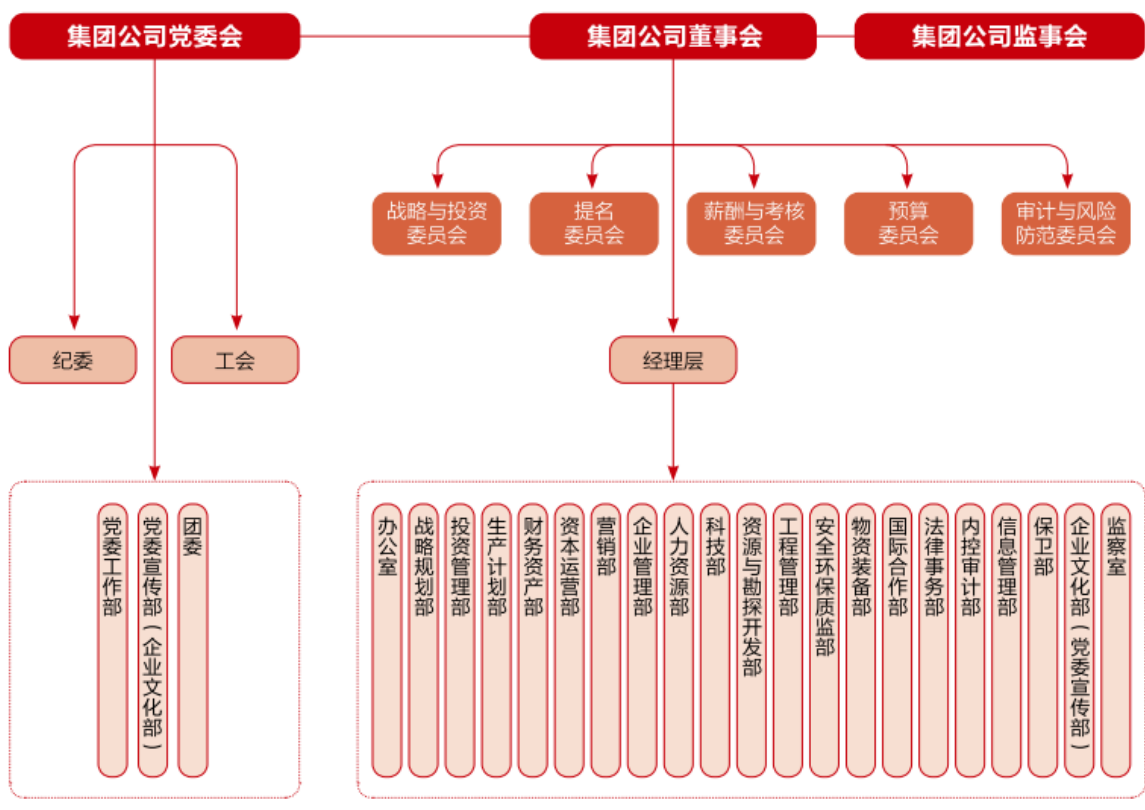 集团公司党委会
集团公司董事会
集团公司监事会
战略与投资
委员会
提名
委员会
薪酬与考核
委员会
预算
委员会
审计与风险
防范委员会
纪委
工会
经理层
党委工作部
党委宣传部(企业文化部)
团委
办公室
战略规划部
投资管理部
生产计划部
财务资产部
资本运营部
营销部
企业管理部
人力资源部
科技部
资源与勘探开发部
工程管理部
安全环保质监部
物资装备部
国际合作部
法律事务部
内控审计部
信息管理部
保卫部
企业文化部(党委宣传部)
监察室